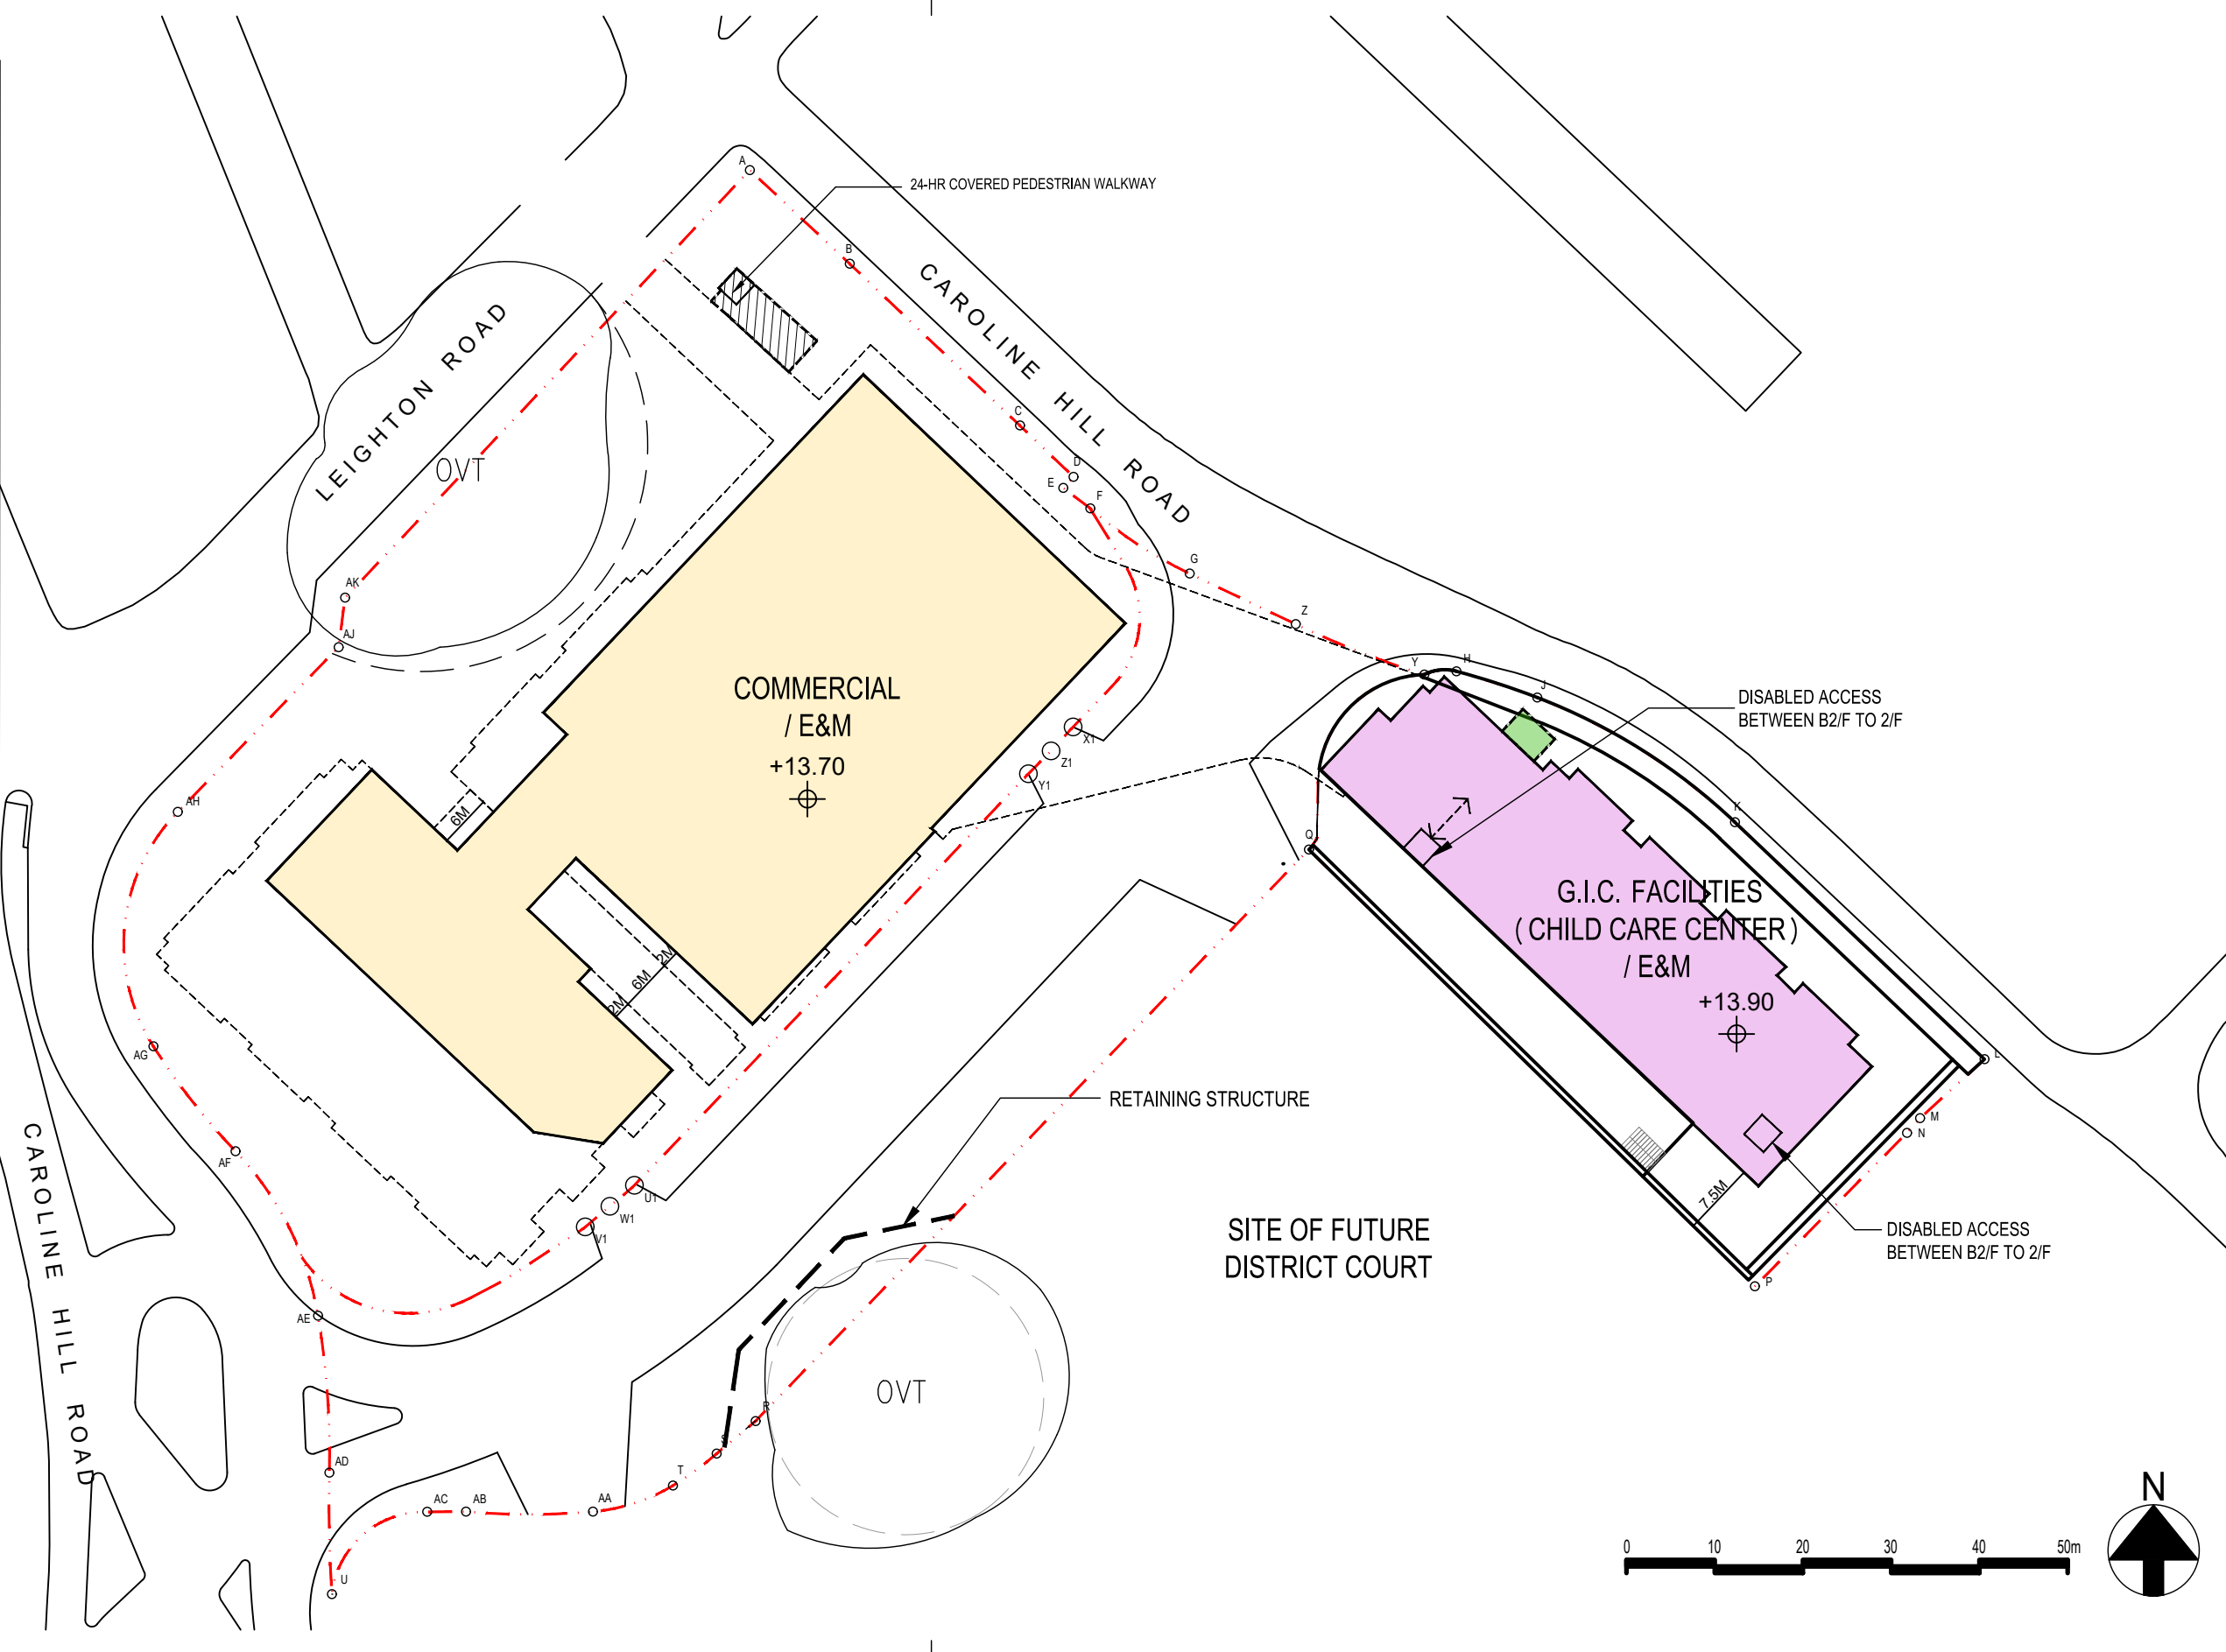 A
24-HR COVERED PEDESTRIAN WALKWAY
B
CAROLINE HILL ROAD
LEIGHTON ROAD
OVT
C
D
E
F
G
Z
AK
AJ
Y
H
J
COMMERCIAL
/ E&M
+13.70
DISABLED ACCESS
BETWEEN B2/F TO 2/F
X1
Z1
Y1
AH
6M
K
Q
G.I.C. FACILITIES
( CHILD CARE CENTER )
/ E&M
+13.90
2M
6M
2M
AG
L
RETAINING STRUCTURE
M
N
AF
CAROLINE HILL ROAD
7.5M
U1
W1
V1
SITE OF FUTURE
DISTRICT COURT
DISABLED ACCESS
BETWEEN B2/F TO 2/F
P
AE
OVT
R
S
T
AD
AC
AB
AA
U
N
0 10 20 30 40 50m